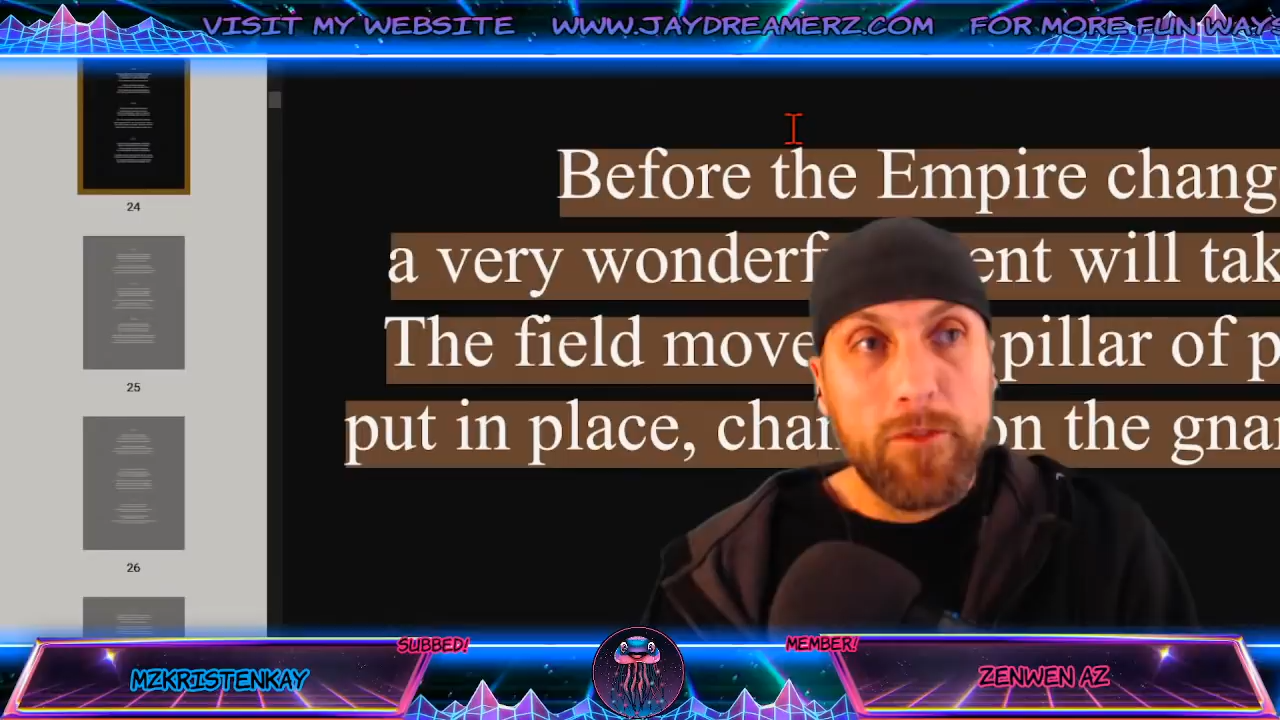 VISIT MY WEBSITE WWW.JAYDREAMERZ.COM FOR MORE FUN WAYS
24
25
26
Before the Empire chang
a very wonderf ent will tak
The field move pillar of p
put in place, chan on the gnar
SUBBED!
MEMBER!
MZKRISTENKAY
ZENWEN AZ